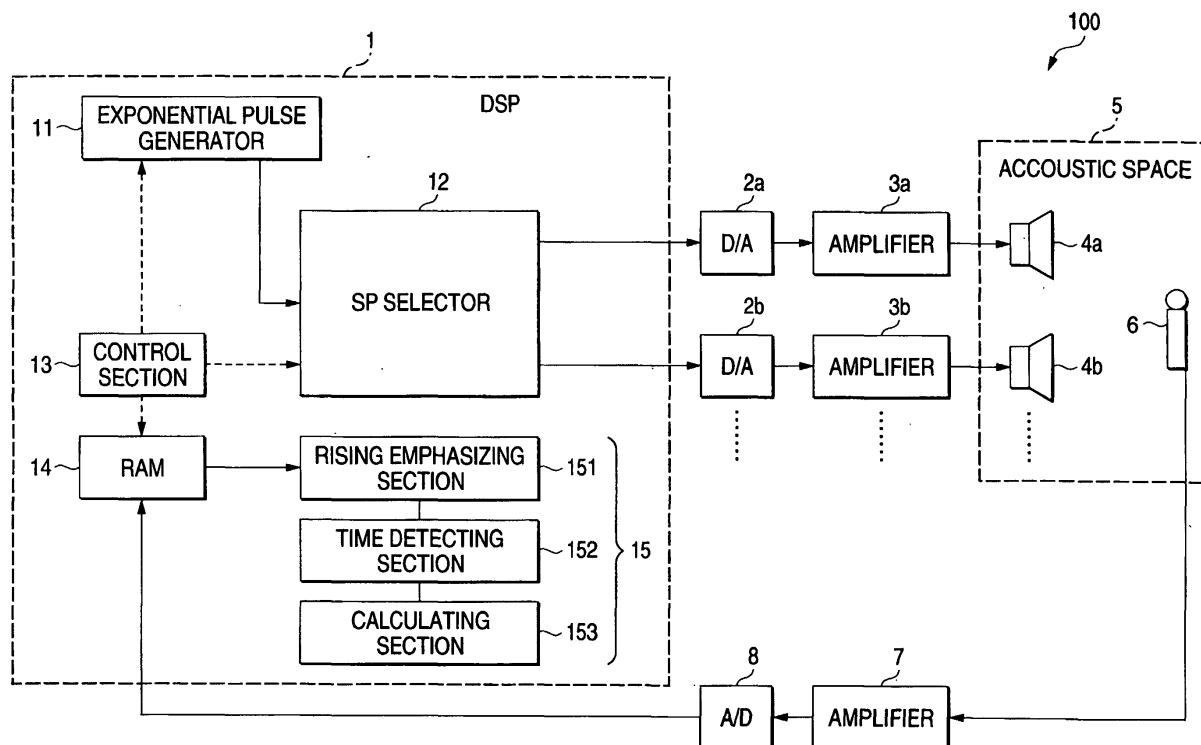 100
1
DSP
EXPONENTIAL PULSE
GENERATOR
11
5
ACCOUSTIC SPACE
12
SP SELECTOR
2a
D/A
3a
AMPLIFIER
4a
2b
D/A
3b
AMPLIFIER
4b
6
13
CONTROL
SECTION
14
RAM
RISING EMPHASIZING
SECTION
151
TIME DETECTING
SECTION
152
15
CALCULATING
SECTION
153
8
A/D
7
AMPLIFIER